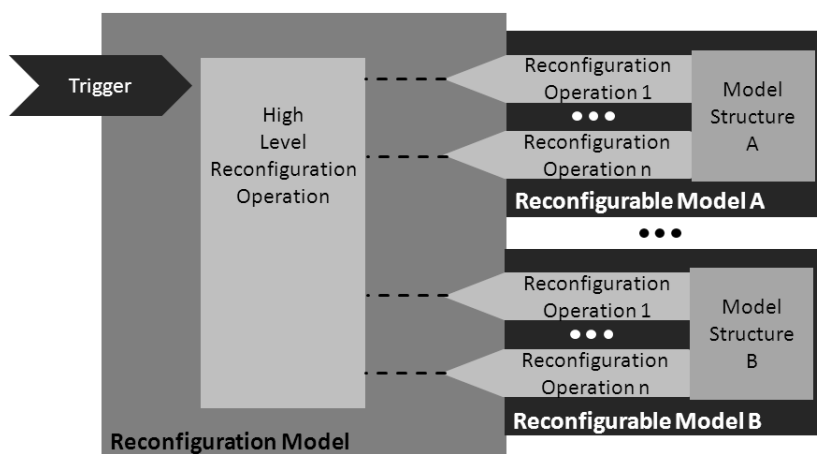 Trigger
High
Level
Reconfiguration
Operation
Reconfiguration Model
Reconfiguration
Operation 1
Reconfiguration
Operation n
Model
Structure
A
Reconfigurable Model A
Reconfiguration
Operation 1
Reconfiguration
Operation n
Model
Structure
B
Reconfigurable Model B